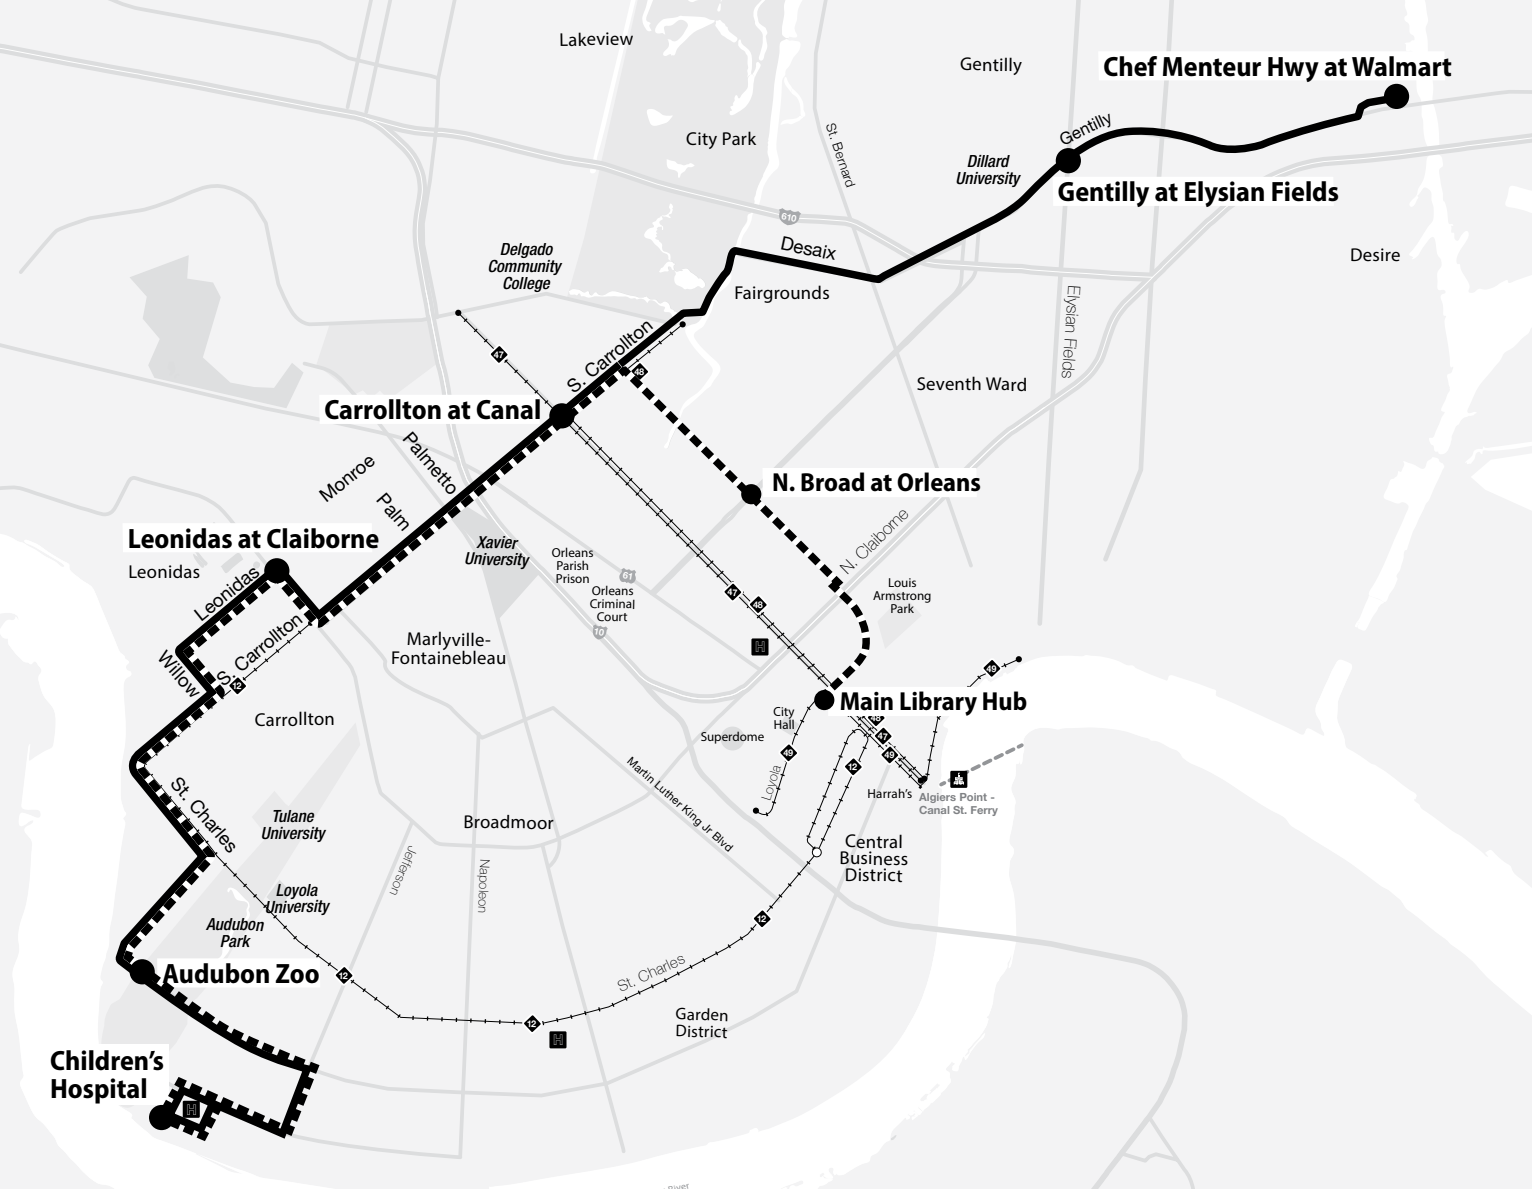 Lakeview
Gentilly
Chef Menteur Hwy at Walmart
City Park
St. Bernard
Gentilly
Dillard
University
Gentilly at Elysian Fields
610
Desaix
Delgado
Community
College
Desire
Fairgrounds
Elysian Fields
S. Carrollton
47
48
Seventh Ward
Carrollton at Canal
Palmetto
Monroe
Palm
N. Broad at Orleans
Leonidas at Claiborne
Leonidas
Xavier
University
Orleans
Parish
Prison
61
Orleans
Criminal
Court
10
N. Claiborne
Louis
Armstrong
Park
47
48
Leonidas
S. Carrollton
Willow
12
Marlyville-
Fontainebleau
H
49
Main Library Hub
Carrollton
City
Hall
Superdome
48
47
49
49
12
Loyola
Harrah's
Algiers Point -
Canal St. Ferry
Martin Luther King Jr Blvd
St. Charles
Tulane
University
Broadmoor
Jefferson
Napoleon
Central
Business
District
Loyola
University
Audubon
Park
12
St. Charles
Audubon Zoo
12
12
H
Garden
District
Children's
Hospital
H
River